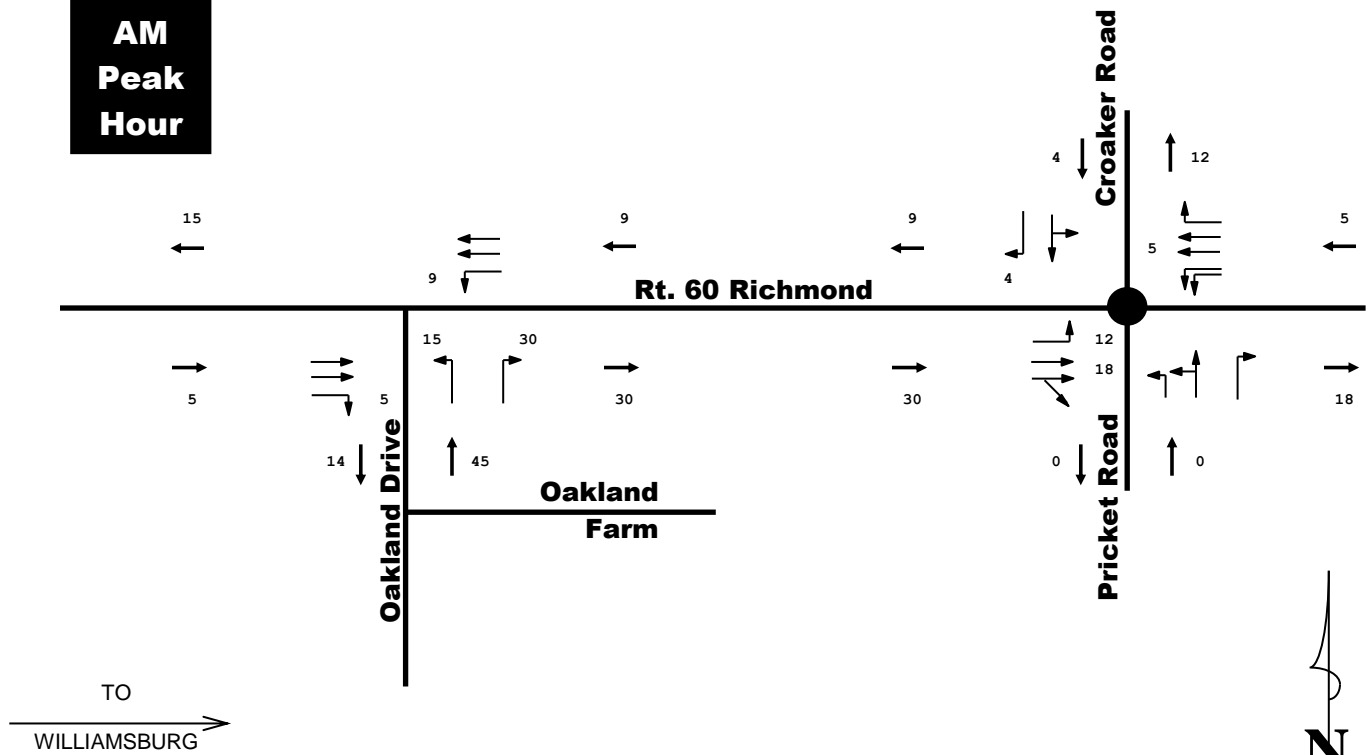 AM
Peak
Hour
Croaker Road
4
12
15
9
9
5
5
9
4
Rt. 60 Richmond
15
30
12
18
5
5
30
30
18
14
45
0
0
Oakland Drive
Oakland
Farm
Pricket Road
TO
WILLIAMSBURG
N